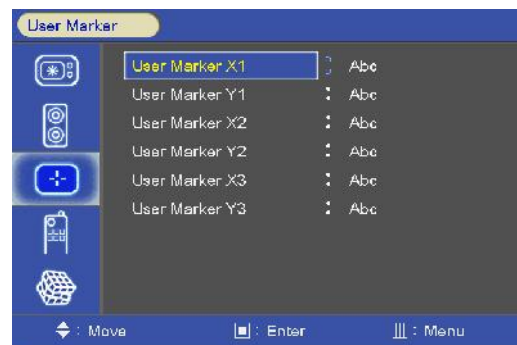 User Marker
User Marker X1 : Abc
User Marker Y1 : Abc
User Marker X2 : Abc
User Marker Y2 : Abc
User Marker X3 : Abc
User Marker Y3 : Abc
: Move : Enter : Menu